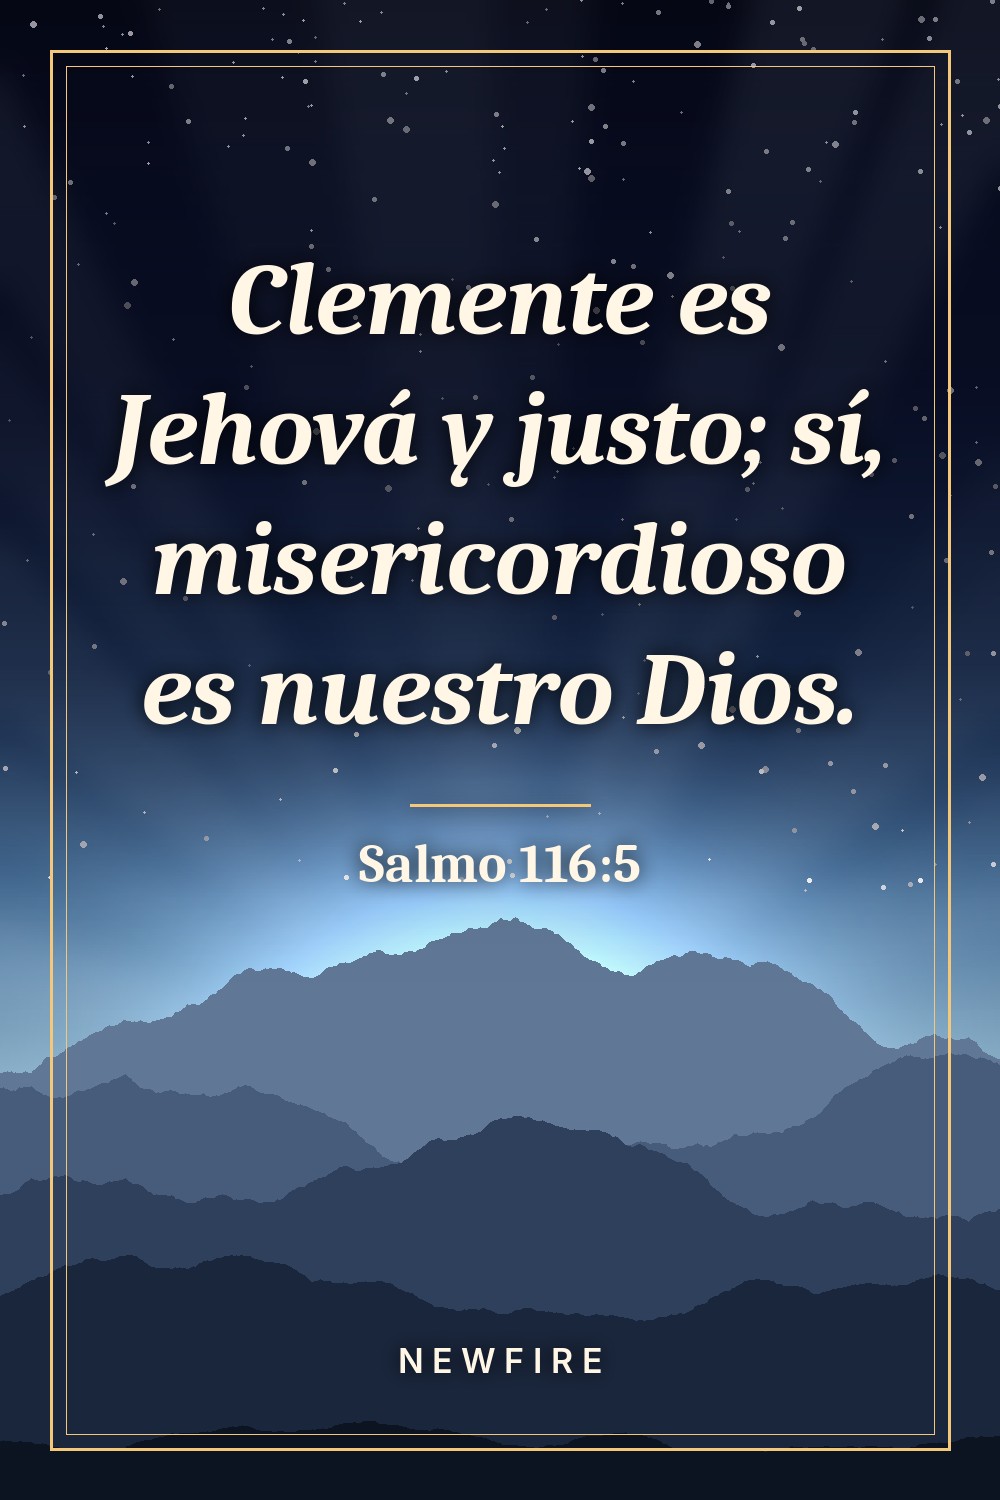 Clemente es
Jehová y justo; sí,
misericordioso
es nuestro Dios.
Salmo 116:5
NEWFIRE